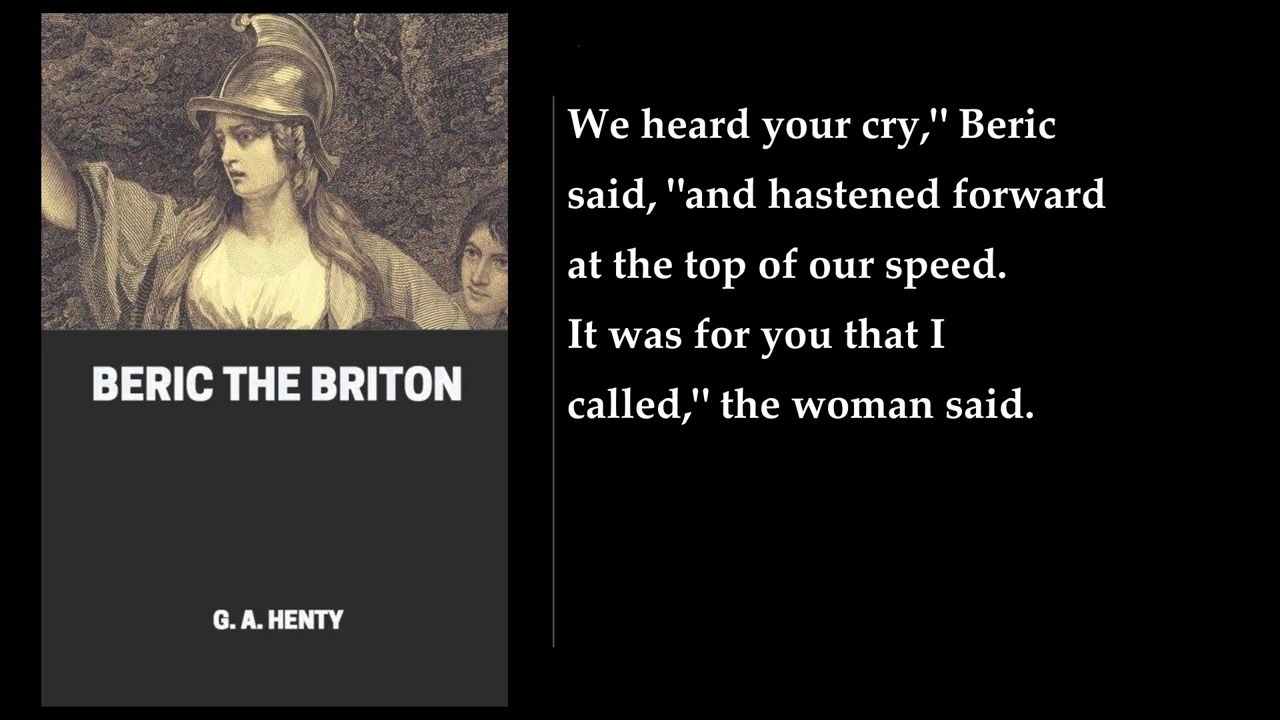 BERIC THE BRITON
G. A. HENTY
We heard your cry," Beric
said, "and hastened forward
at the top of our speed.
It was for you that I
called," the woman said.